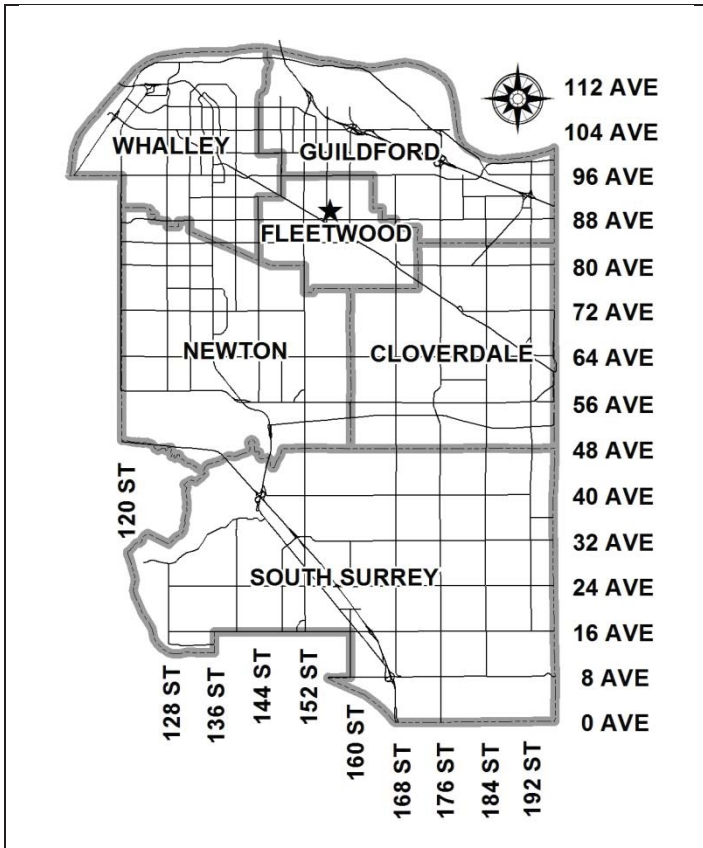 112 AVE
104 AVE
WHALLEY
GUILDFORD
96 AVE
88 AVE
FLEETWOOD
80 AVE
72 AVE
NEWTON
CLOVERDALE
64 AVE
56 AVE
48 AVE
120 ST
40 AVE
32 AVE
SOUTH SURREY
24 AVE
16 AVE
8 AVE
0 AVE
128 ST
136 ST
144 ST
152 ST
160 ST
168 ST
176 ST
184 ST
192 ST